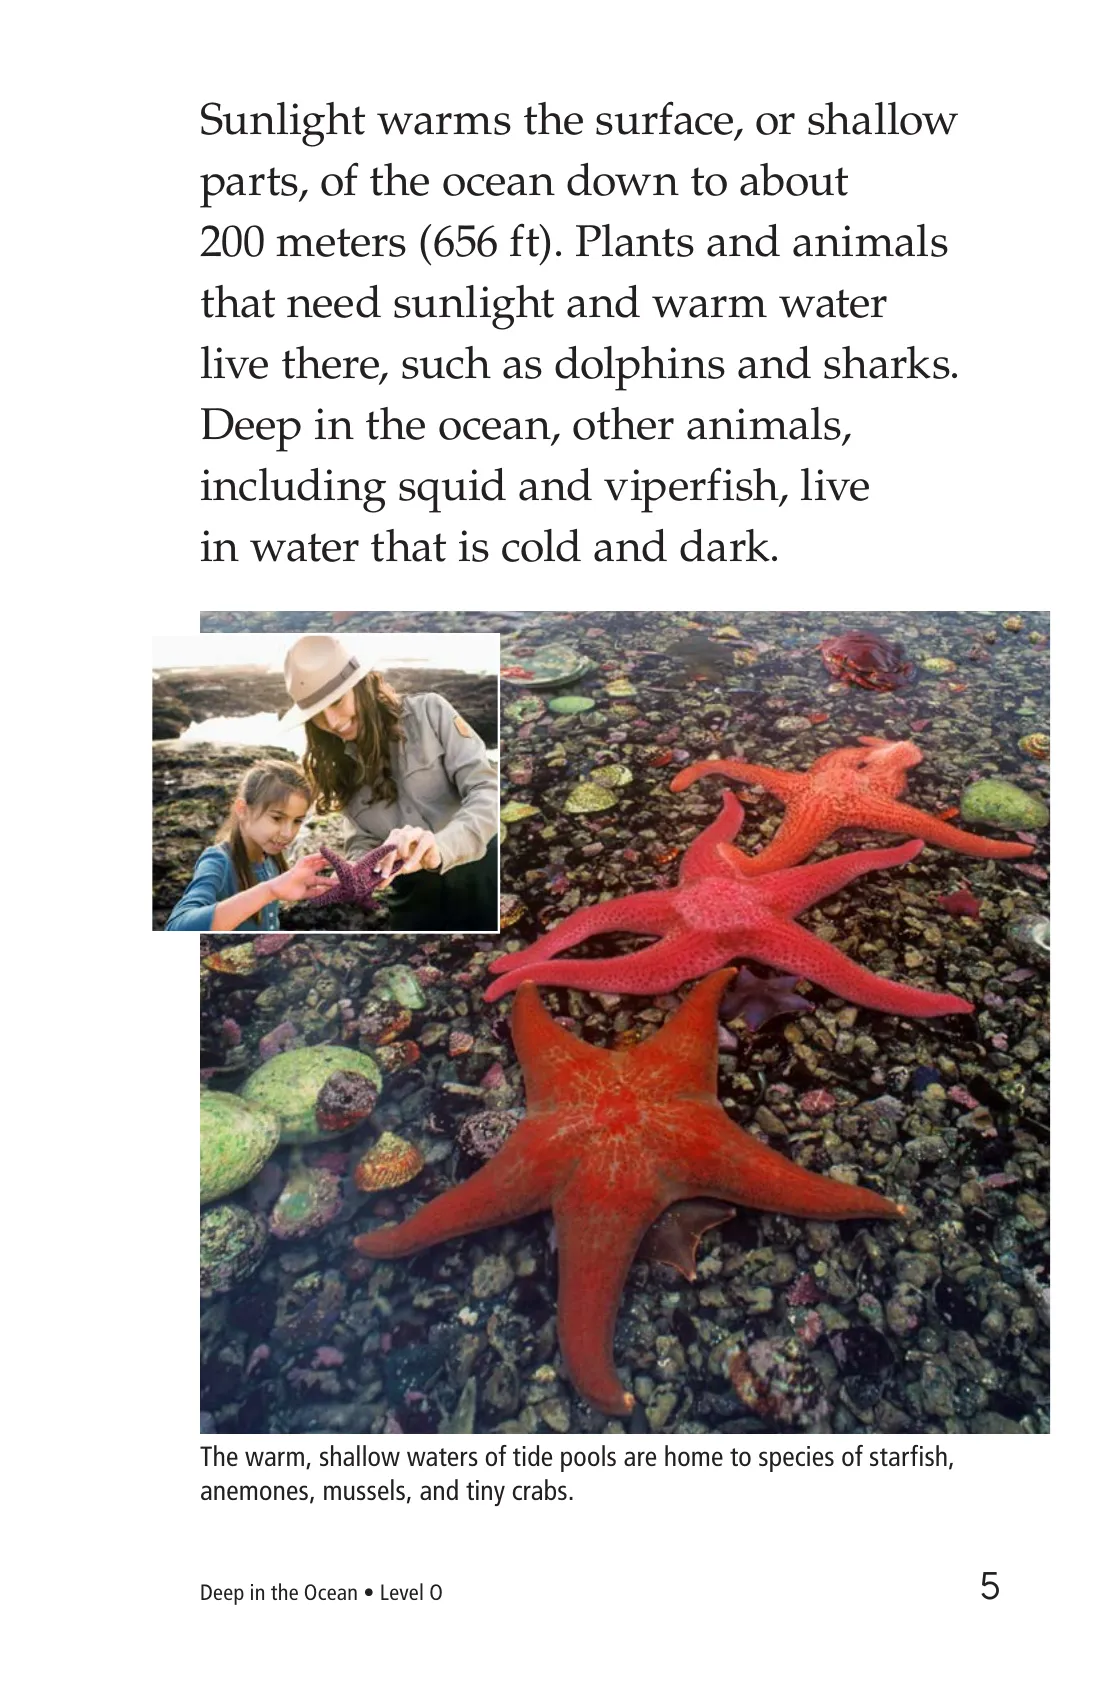 Sunlight warms the surface, or shallow
parts, of the ocean down to about
200 meters (656 ft). Plants and animals
that need sunlight and warm water
live there, such as dolphins and sharks.
Deep in the ocean, other animals,
including squid and viperfish, live
in water that is cold and dark.
The warm, shallow waters of tide pools are home to species of starfish,
anemones, mussels, and tiny crabs.
Deep in the Ocean • Level O
5